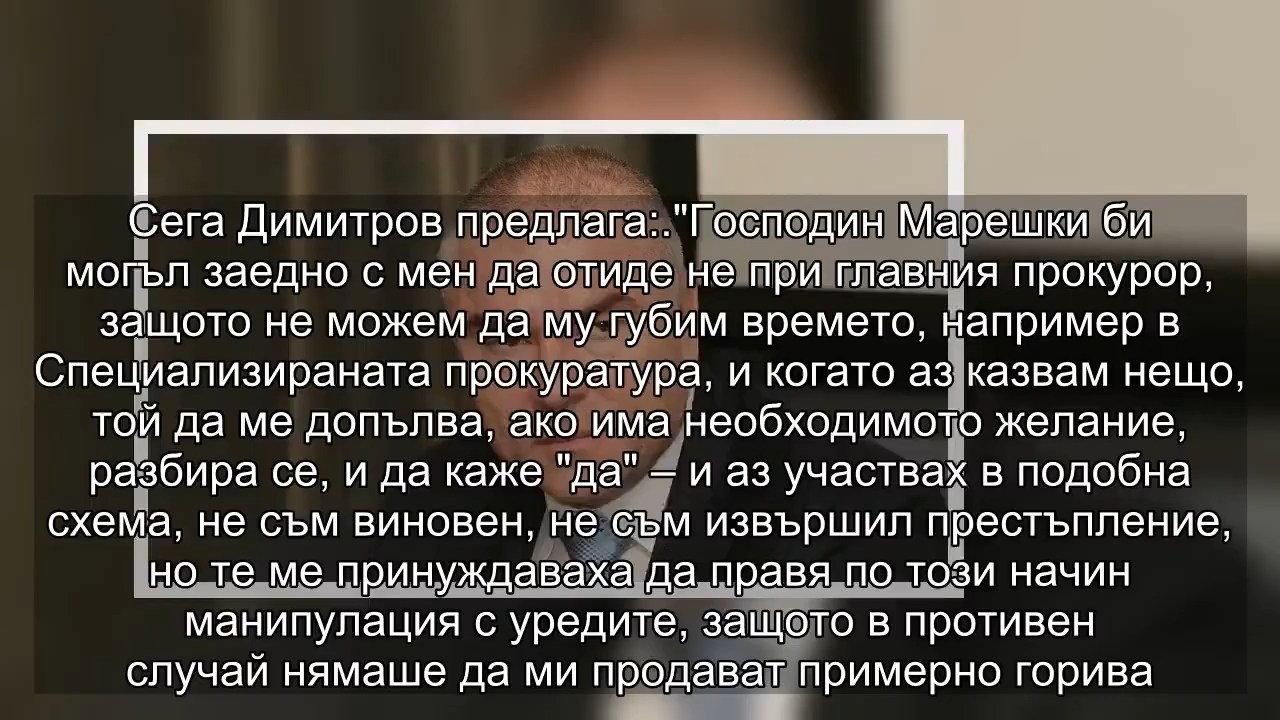 Сега Димитров предлага:."Господин Марешки би
могъл заедно с мен да отиде не при главния прокурор,
защото не можем да му губим времето, например в
Специализираната прокуратура, и когато аз казвам нещо,
той да ме допълва, ако има необходимото желание,
разбира се, и да каже "да" – и аз участвах в подобна
схема, не съм виновен, не съм извършил престъпление,
но те ме принуждаваха да правя по този начин
манипулация с уредите, защото в противен
случай нямаше да ми продават примерно горива